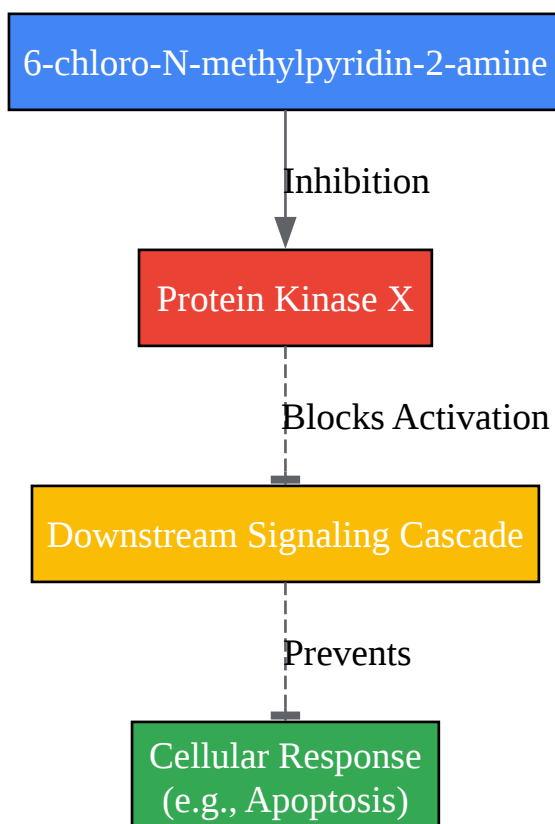 6-chloro-N-methylpyridin-2-amine
Inhibition
Protein Kinase X
Blocks Activation
Downstream Signaling Cascade
Prevents
Cellular Response
(e.g., Apoptosis)